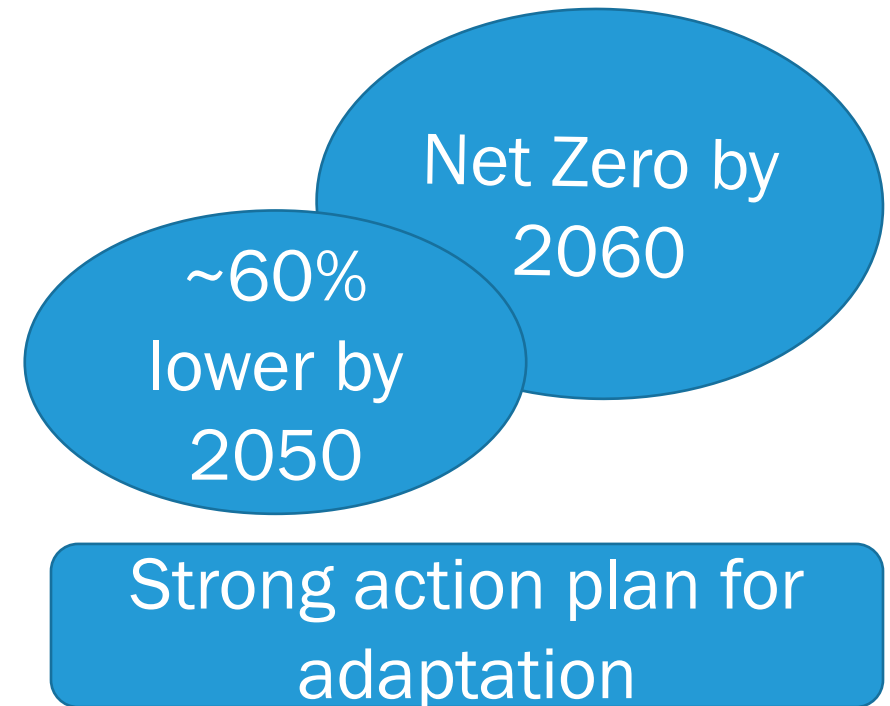 Net Zero by
2060
~60%
lower by
2050
Strong action plan for
adaptation